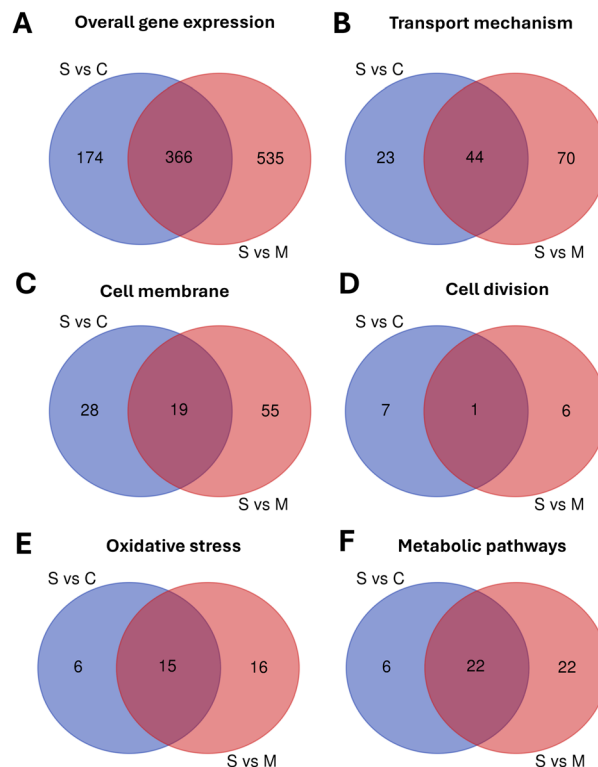 A Overall gene expression
S vs C
174 366 535
S vs M
B Transport mechanism
S vs C
23 44 70
S vs M
C Cell membrane
S vs C
28 19 55
S vs M
D Cell division
S vs C
7 1 6
S vs M
E Oxidative stress
S vs C
6 15 16
S vs M
F Metabolic pathways
S vs C
6 22 22
S vs M